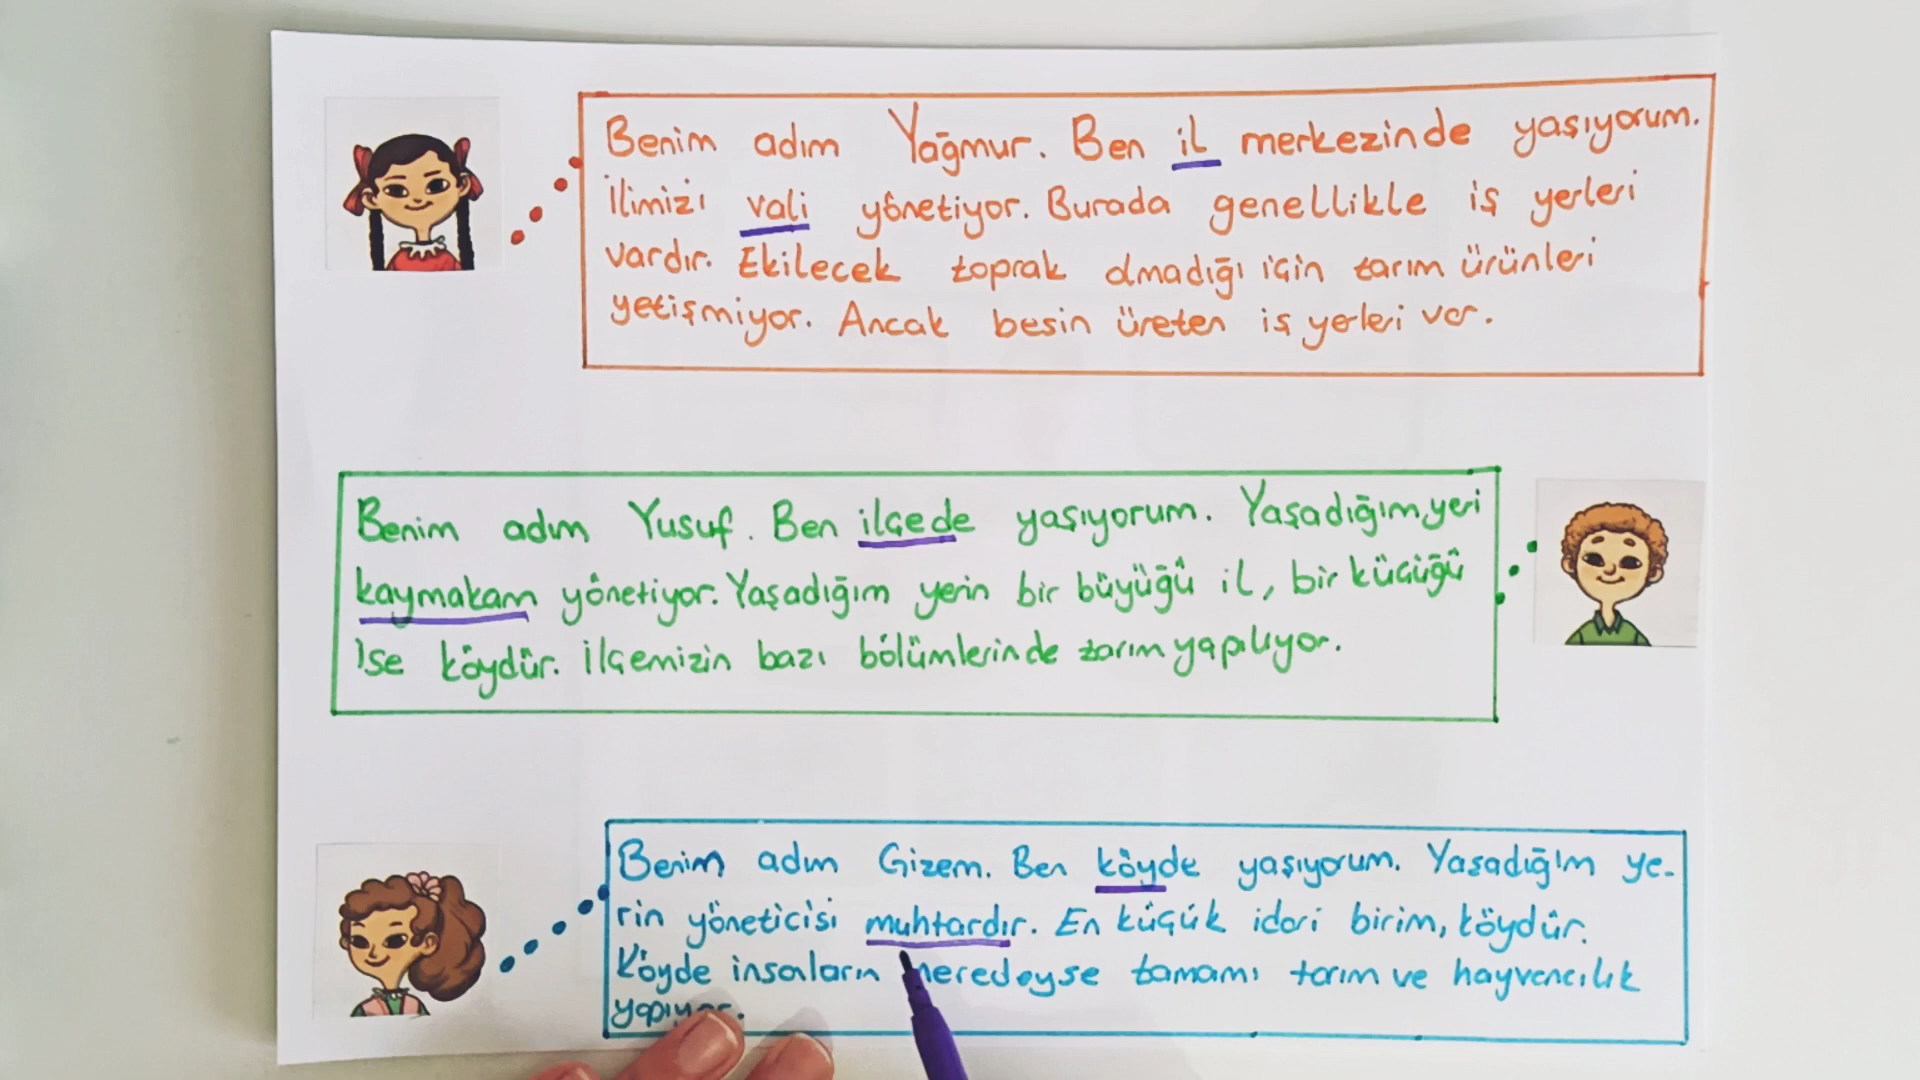 Benim adım Yağmur. Ben il merkezinde yaşıyorum.
İlimizi vali yönetiyor. Burada genellikle iş yerleri
vardır. Ekilecek toprak olmadığı için tarım ürünleri
yetişmiyor. Ancak besin üreten iş yerleri var.
Benim adım Yusuf. Ben ilçede yaşıyorum. Yaşadığım yeri
kaymakam yönetiyor. Yaşadığım yerin bir büyüğü il, bir küçüğü
ise köydür. İlçemizin bazı bölümlerinde tarım yapılıyor.
Benim adım Gizem. Ben köyde yaşıyorum. Yaşadığım ye-
rin yöneticisi muhtardır. En küçük idari birim, köydür.
Köyde insanların neredeyse tamamı tarım ve hayvancılık
yapıyor.